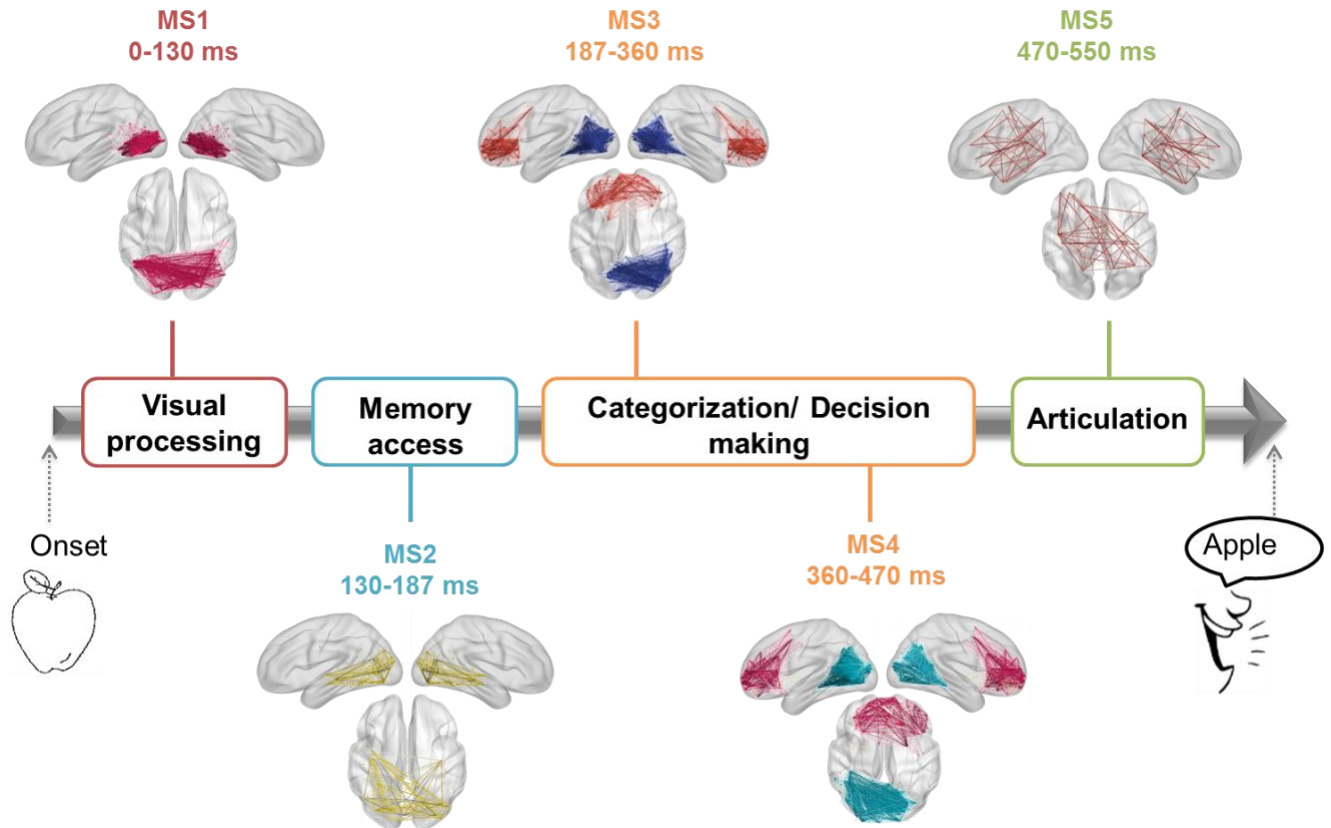 MS1
0-130 ms
MS3
187-360 ms
MS5
470-550 ms
Visual
processing
Memory
access
Categorization/ Decision
making
Articulation
Onset
MS2
130-187 ms
MS4
360-470 ms
Apple